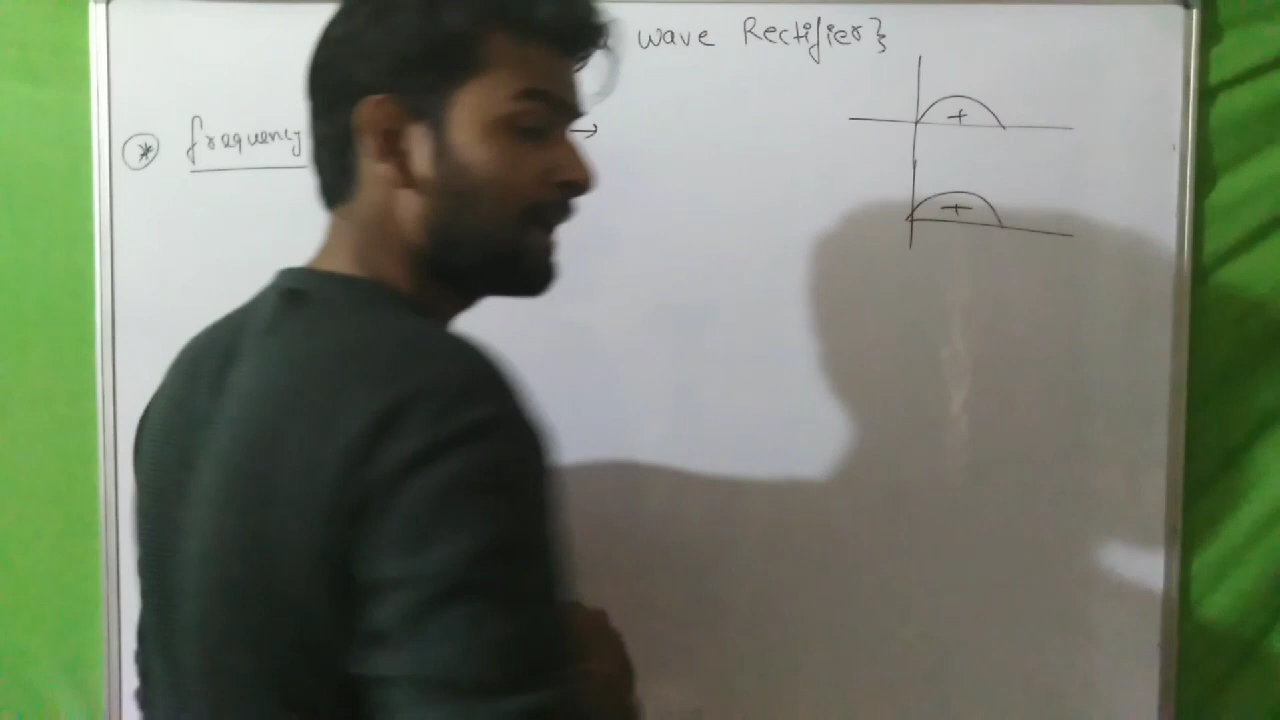 wave Rectifier}
* frequency →
+
+